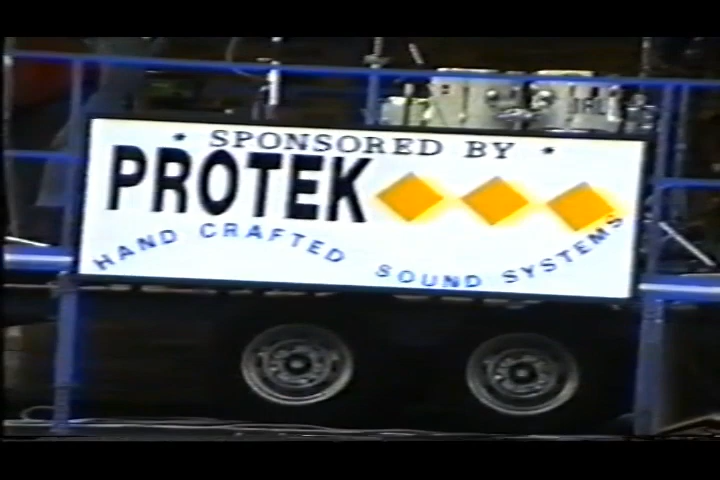 * SPONSORED BY *
PROTEK
HAND CRAFTED SOUND SYSTEMS